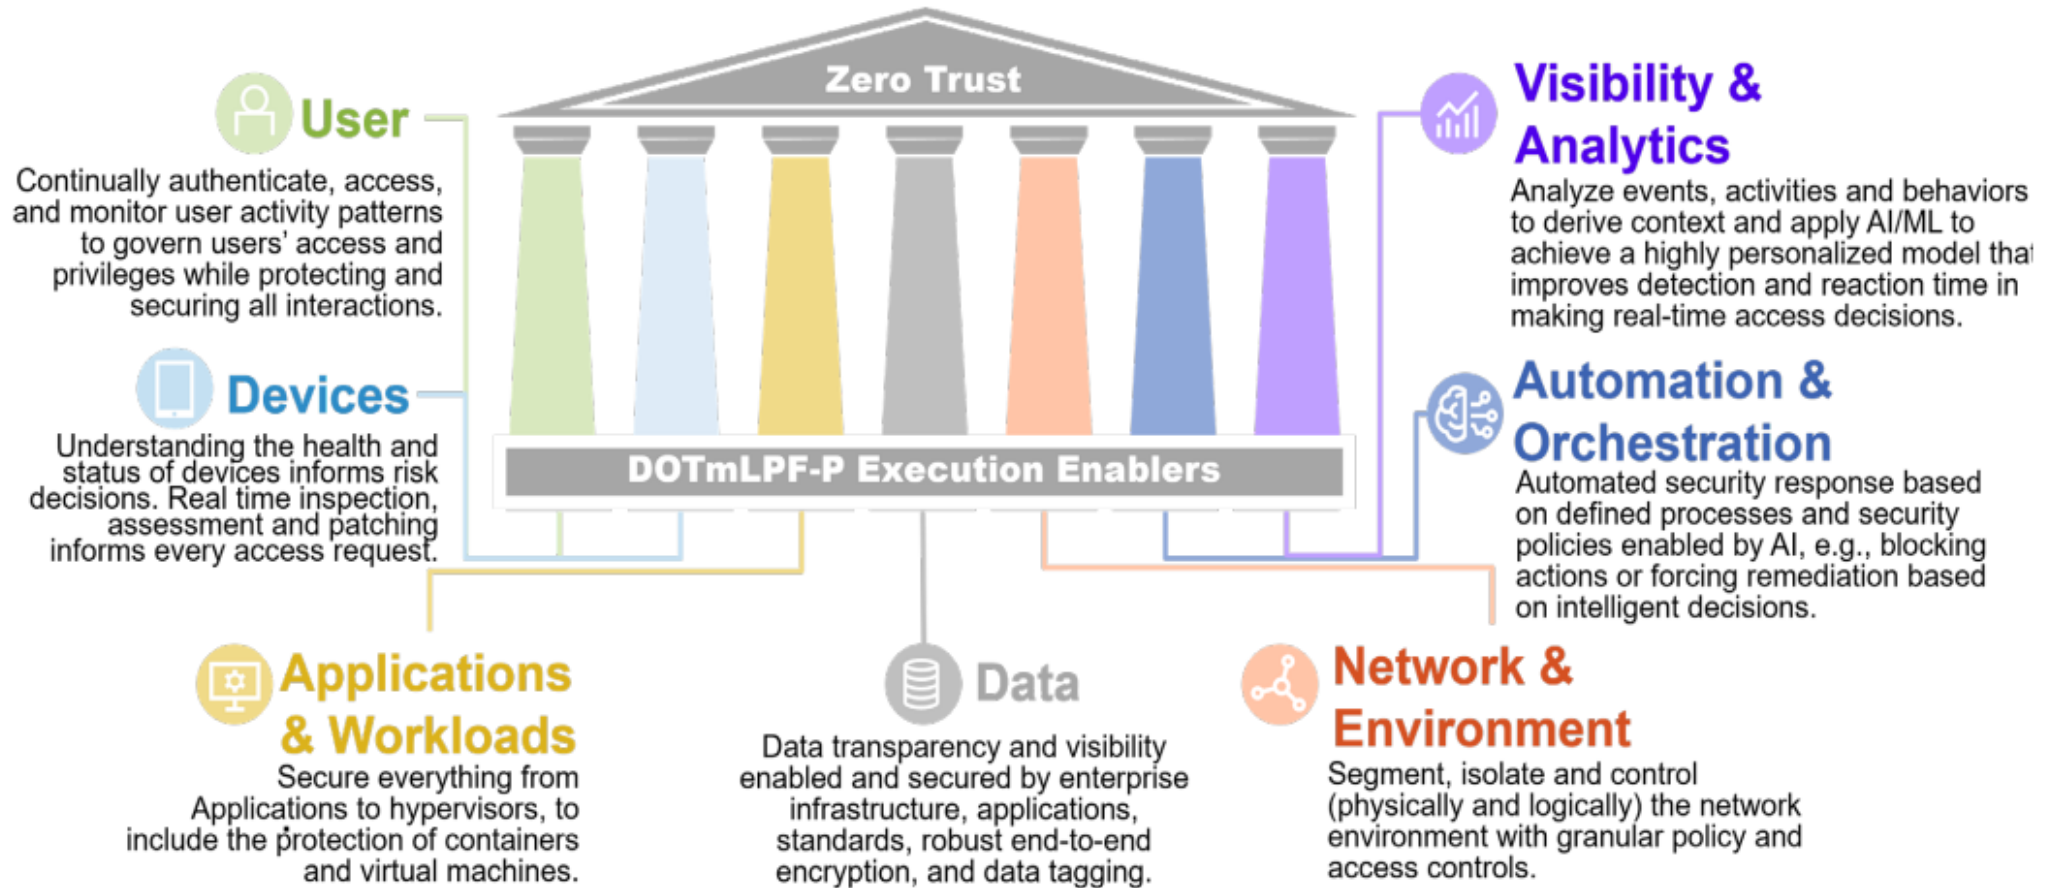 Zero Trust
DOTmLPF-P Execution Enablers
User
Continually authenticate, access,
and monitor user activity patterns
to govern users’ access and
privileges while protecting and
securing all interactions.
Devices
Understanding the health and
status of devices informs risk
decisions. Real time inspection,
assessment and patching
informs every access request.
Applications
& Workloads
Secure everything from
Applications to hypervisors, to
include the protection of containers
and virtual machines.
Data
Data transparency and visibility
enabled and secured by enterprise
infrastructure, applications,
standards, robust end-to-end
encryption, and data tagging.
Network &
Environment
Segment, isolate and control
(physically and logically) the network
environment with granular policy and
access controls.
Automation &
Orchestration
Automated security response based
on defined processes and security
policies enabled by AI, e.g., blocking
actions or forcing remediation based
on intelligent decisions.
Visibility &
Analytics
Analyze events, activities and behaviors
to derive context and apply AI/ML to
achieve a highly personalized model that
improves detection and reaction time in
making real-time access decisions.